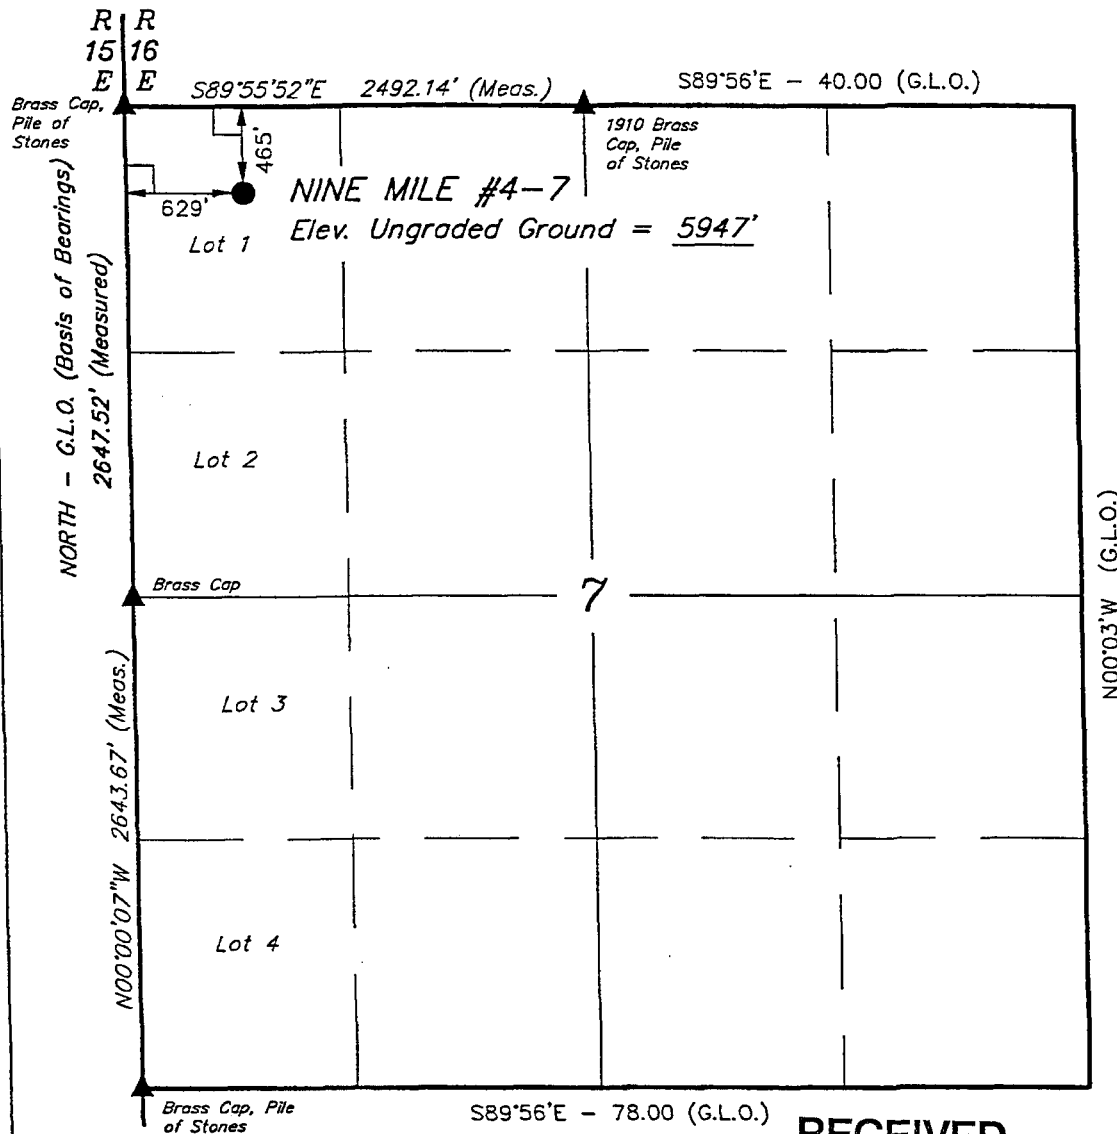 R R
15 16
E E
S89°55'52"E 2492.14' (Meas.)
S89°56'E - 40.00 (G.L.O.)
Brass Cap,
Pile of
Stones
1910 Brass
Cap, Pile
of Stones
465'
629'
NINE MILE #4-7
Elev. Ungraded Ground = 5947'
Lot 1
NORTH - G.L.O. (Basis of Bearings)
2647.52' (Measured)
Lot 2
Brass Cap
7
N00°03'W (G.L.O.)
Lot 3
N00°00'07"W 2643.67' (Meas.)
Lot 4
Brass Cap, Pile
of Stones
S89°56'E - 78.00 (G.L.O.)
RECEIVED